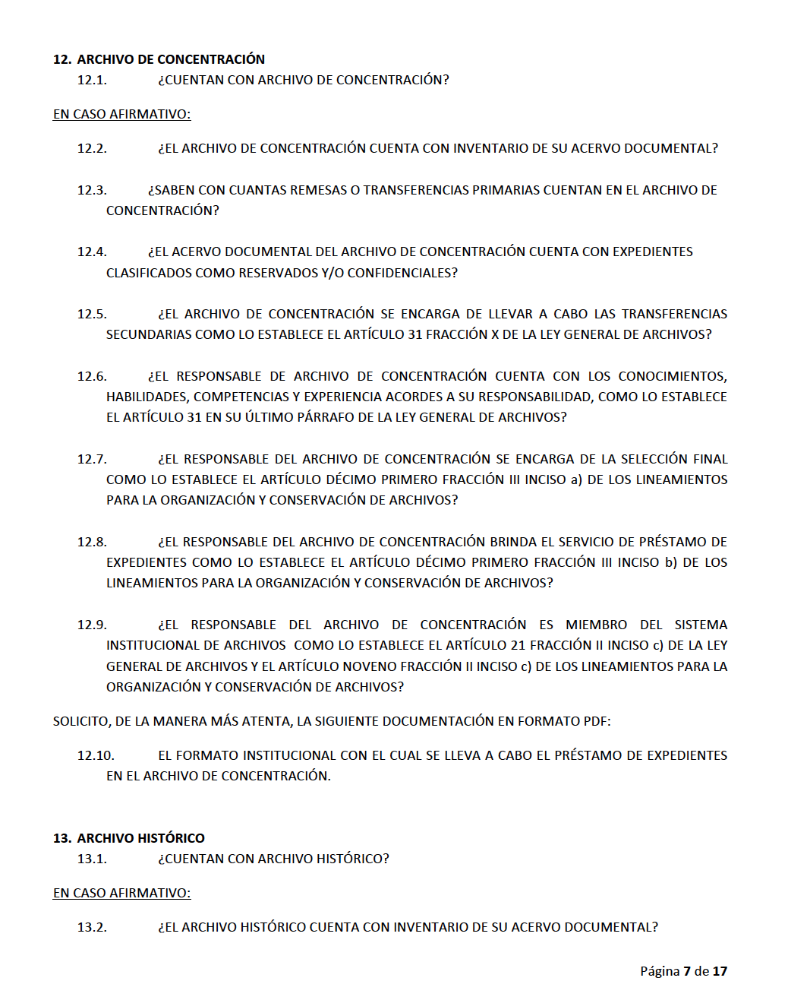 12. ARCHIVO DE CONCENTRACIÓN
12.1. ¿CUENTAN CON ARCHIVO DE CONCENTRACIÓN?
EN CASO AFIRMATIVO:
12.2. ¿EL ARCHIVO DE CONCENTRACIÓN CUENTA CON INVENTARIO DE SU ACERVO DOCUMENTAL?
12.3. ¿SABEN CON CUANTAS REMESAS O TRANSFERENCIAS PRIMARIAS CUENTAN EN EL ARCHIVO DE
CONCENTRACIÓN?
12.4. ¿EL ACERVO DOCUMENTAL DEL ARCHIVO DE CONCENTRACIÓN CUENTA CON EXPEDIENTES
CLASIFICADOS COMO RESERVADOS Y/O CONFIDENCIALES?
12.5. ¿EL ARCHIVO DE CONCENTRACIÓN SE ENCARGA DE LLEVAR A CABO LAS TRANSFERENCIAS
SECUNDARIAS COMO LO ESTABLECE EL ARTÍCULO 31 FRACCIÓN X DE LA LEY GENERAL DE ARCHIVOS?
12.6. ¿EL RESPONSABLE DE ARCHIVO DE CONCENTRACIÓN CUENTA CON LOS CONOCIMIENTOS,
HABILIDADES, COMPETENCIAS Y EXPERIENCIA ACORDES A SU RESPONSABILIDAD, COMO LO ESTABLECE
EL ARTÍCULO 31 EN SU ÚLTIMO PÁRRAFO DE LA LEY GENERAL DE ARCHIVOS?
12.7. ¿EL RESPONSABLE DEL ARCHIVO DE CONCENTRACIÓN SE ENCARGA DE LA SELECCIÓN FINAL
COMO LO ESTABLECE EL ARTÍCULO DÉCIMO PRIMERO FRACCIÓN III INCISO a) DE LOS LINEAMIENTOS
PARA LA ORGANIZACIÓN Y CONSERVACIÓN DE ARCHIVOS?
12.8. ¿EL RESPONSABLE DEL ARCHIVO DE CONCENTRACIÓN BRINDA EL SERVICIO DE PRÉSTAMO DE
EXPEDIENTES COMO LO ESTABLECE EL ARTÍCULO DÉCIMO PRIMERO FRACCIÓN III INCISO b) DE LOS
LINEAMIENTOS PARA LA ORGANIZACIÓN Y CONSERVACIÓN DE ARCHIVOS?
12.9. ¿EL RESPONSABLE DEL ARCHIVO DE CONCENTRACIÓN ES MIEMBRO DEL SISTEMA
INSTITUCIONAL DE ARCHIVOS COMO LO ESTABLECE EL ARTÍCULO 21 FRACCIÓN II INCISO c) DE LA LEY
GENERAL DE ARCHIVOS Y EL ARTÍCULO NOVENO FRACCIÓN II INCISO c) DE LOS LINEAMIENTOS PARA LA
ORGANIZACIÓN Y CONSERVACIÓN DE ARCHIVOS?
SOLICITO, DE LA MANERA MÁS ATENTA, LA SIGUIENTE DOCUMENTACIÓN EN FORMATO PDF:
12.10. EL FORMATO INSTITUCIONAL CON EL CUAL SE LLEVA A CABO EL PRÉSTAMO DE EXPEDIENTES
EN EL ARCHIVO DE CONCENTRACIÓN.
13. ARCHIVO HISTÓRICO
13.1. ¿CUENTAN CON ARCHIVO HISTÓRICO?
EN CASO AFIRMATIVO:
13.2. ¿EL ARCHIVO HISTÓRICO CUENTA CON INVENTARIO DE SU ACERVO DOCUMENTAL?
Página 7 de 17